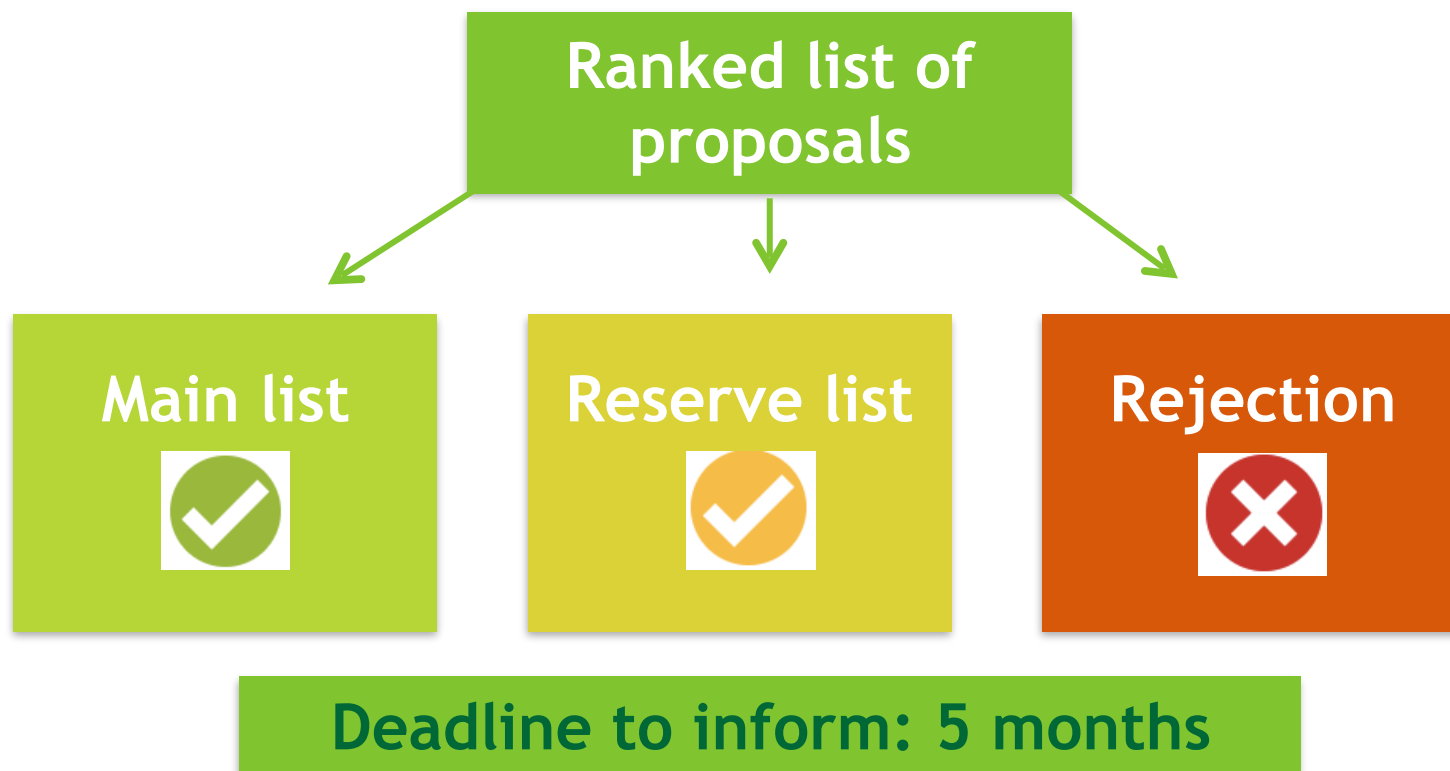 Ranked list of
proposals
Main list
Reserve list
Rejection
Deadline to inform: 5 months